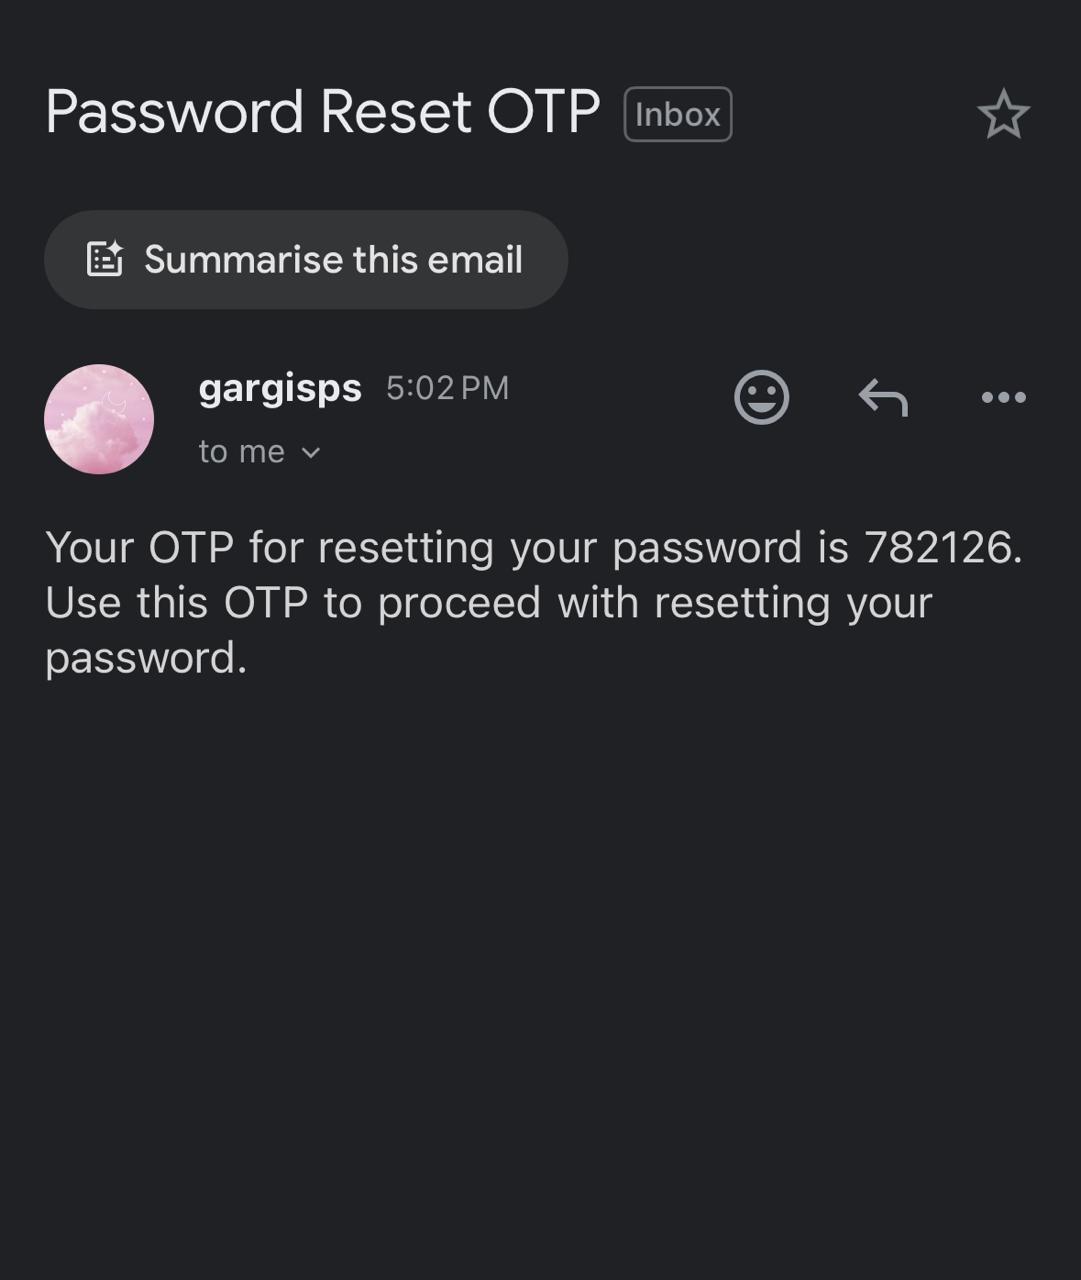 Password Reset OTP Inbox
Summarise this email
gargisps 5:02 PM
to me
Your OTP for resetting your password is 782126.
Use this OTP to proceed with resetting your
password.